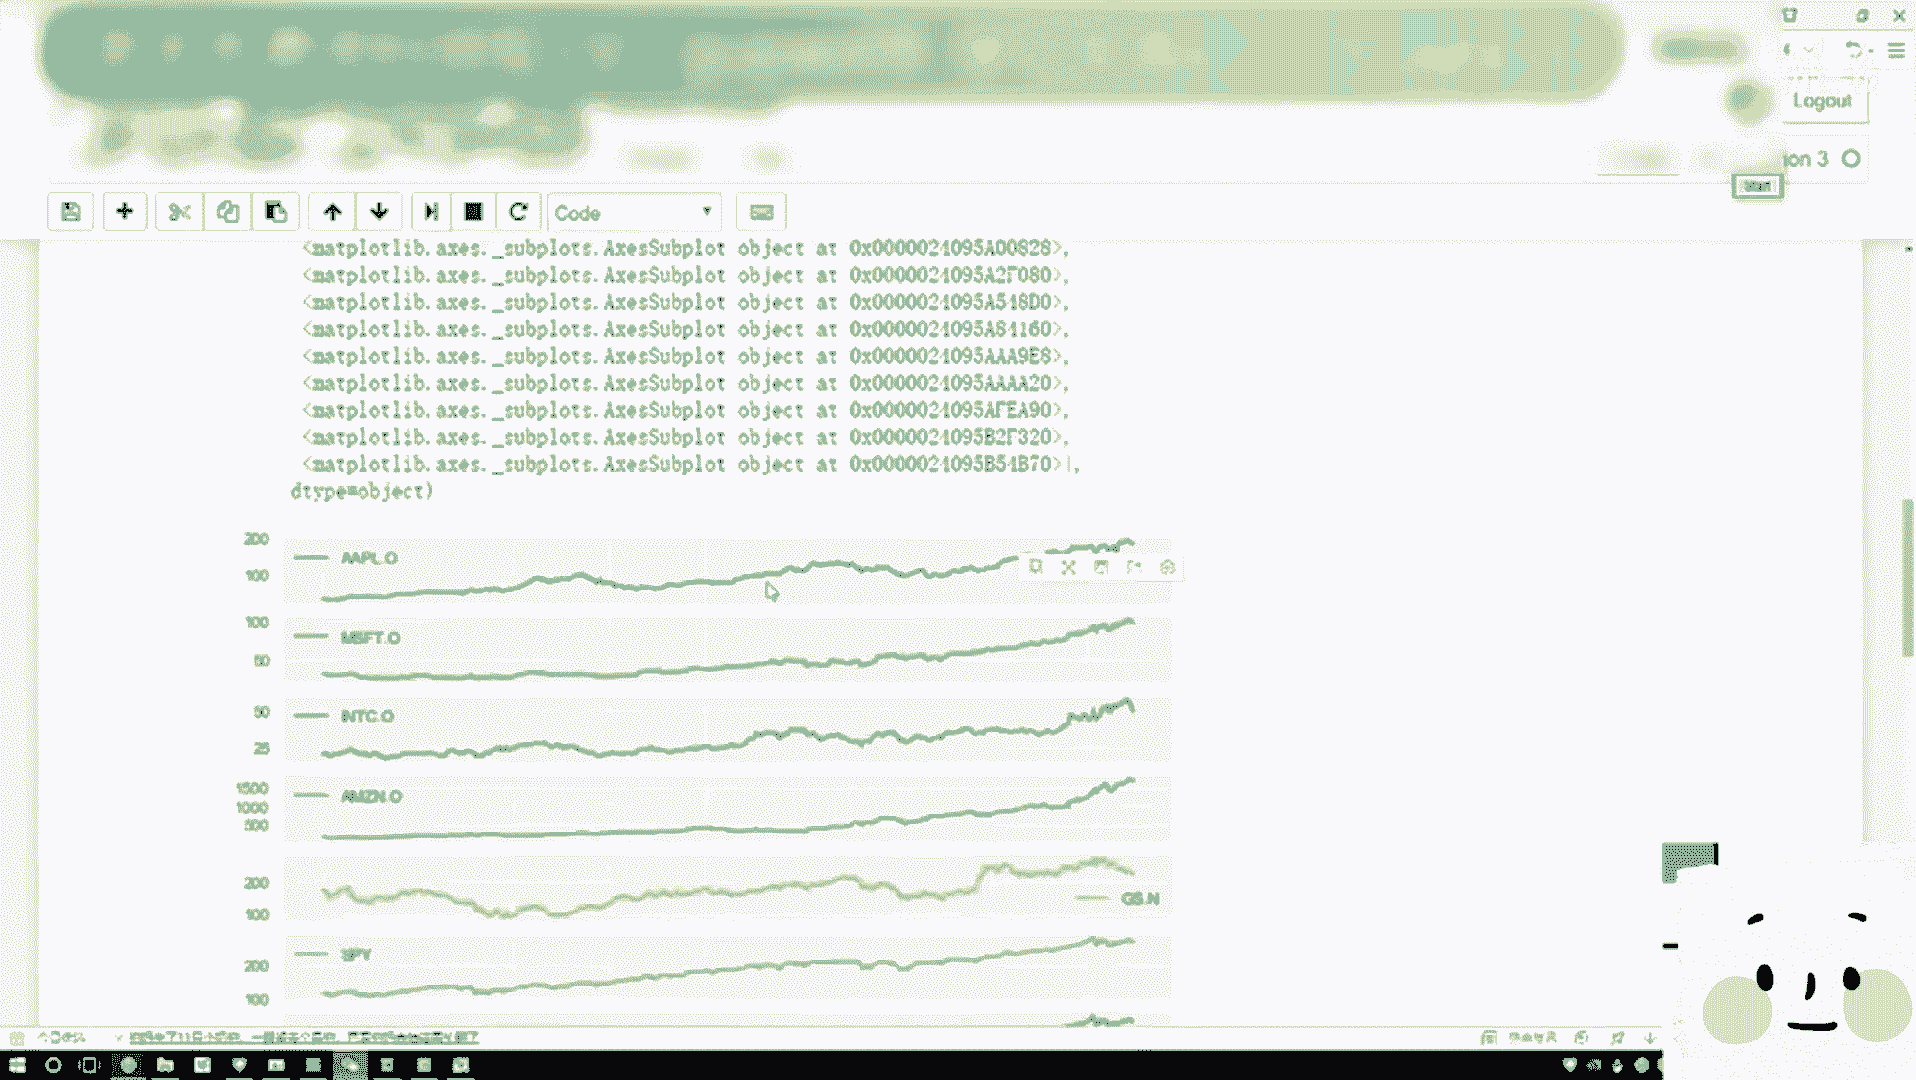 Logout
on 3
Code
<matplotlib.axes._subplots.AxesSubplot object at 0x0000024095A00828>,
<matplotlib.axes._subplots.AxesSubplot object at 0x0000024095A2F080>,
<matplotlib.axes._subplots.AxesSubplot object at 0x0000024095A548D0>,
<matplotlib.axes._subplots.AxesSubplot object at 0x0000024095A84160>,
<matplotlib.axes._subplots.AxesSubplot object at 0x0000024095AAA9E8>,
<matplotlib.axes._subplots.AxesSubplot object at 0x0000024095AAAA20>,
<matplotlib.axes._subplots.AxesSubplot object at 0x0000024095AFEA90>,
<matplotlib.axes._subplots.AxesSubplot object at 0x0000024095B2F320>,
<matplotlib.axes._subplots.AxesSubplot object at 0x0000024095B54B70>],
dtype=object)
200
AAPL.O
100
100
MSFT.O
50
50
INTC.O
25
1500
AMZN.O
1000
500
200
GS.N
100
SPY
200
100